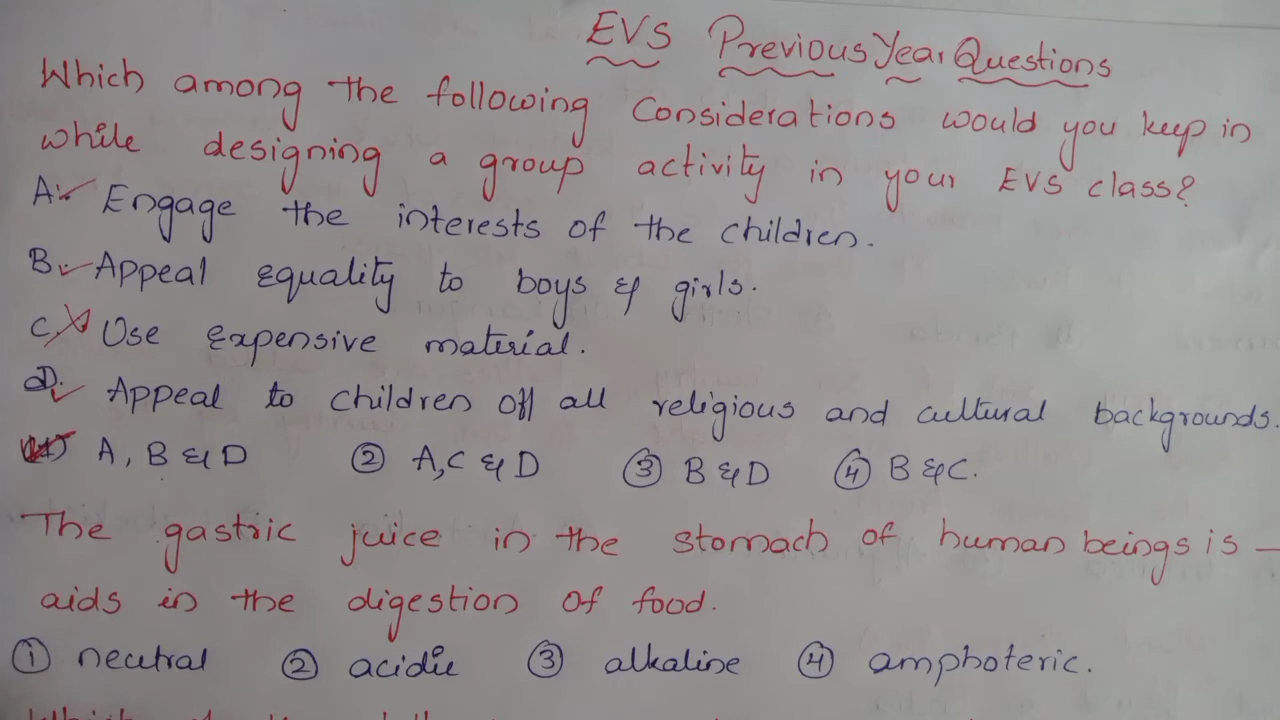 EVS Previous Year Questions
Which among the following Considerations would you keep in
while designing a group activity in your EVS class?
A. Engage the interests of the children.
B. Appeal equality to boys & girls.
C. Use expensive material.
D. Appeal to children off all religious and cultural backgrounds.
(1) A, B & D ② A, C & D ③ B & D ④ B & C.
The gastric juice in the stomach of human beings is —
aids in the digestion of food.
① neutral ② acidic ③ alkaline ④ amphoteric.